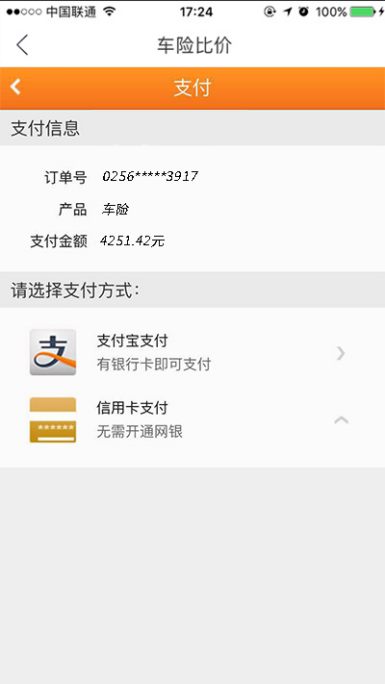 中国联通 17:24 100%
车险比价
支付
支付信息
订单号 0256*****3917
产品 车险
支付金额 4251.42元
请选择支付方式:
支付宝支付
有银行卡即可支付
信用卡支付
无需开通网银